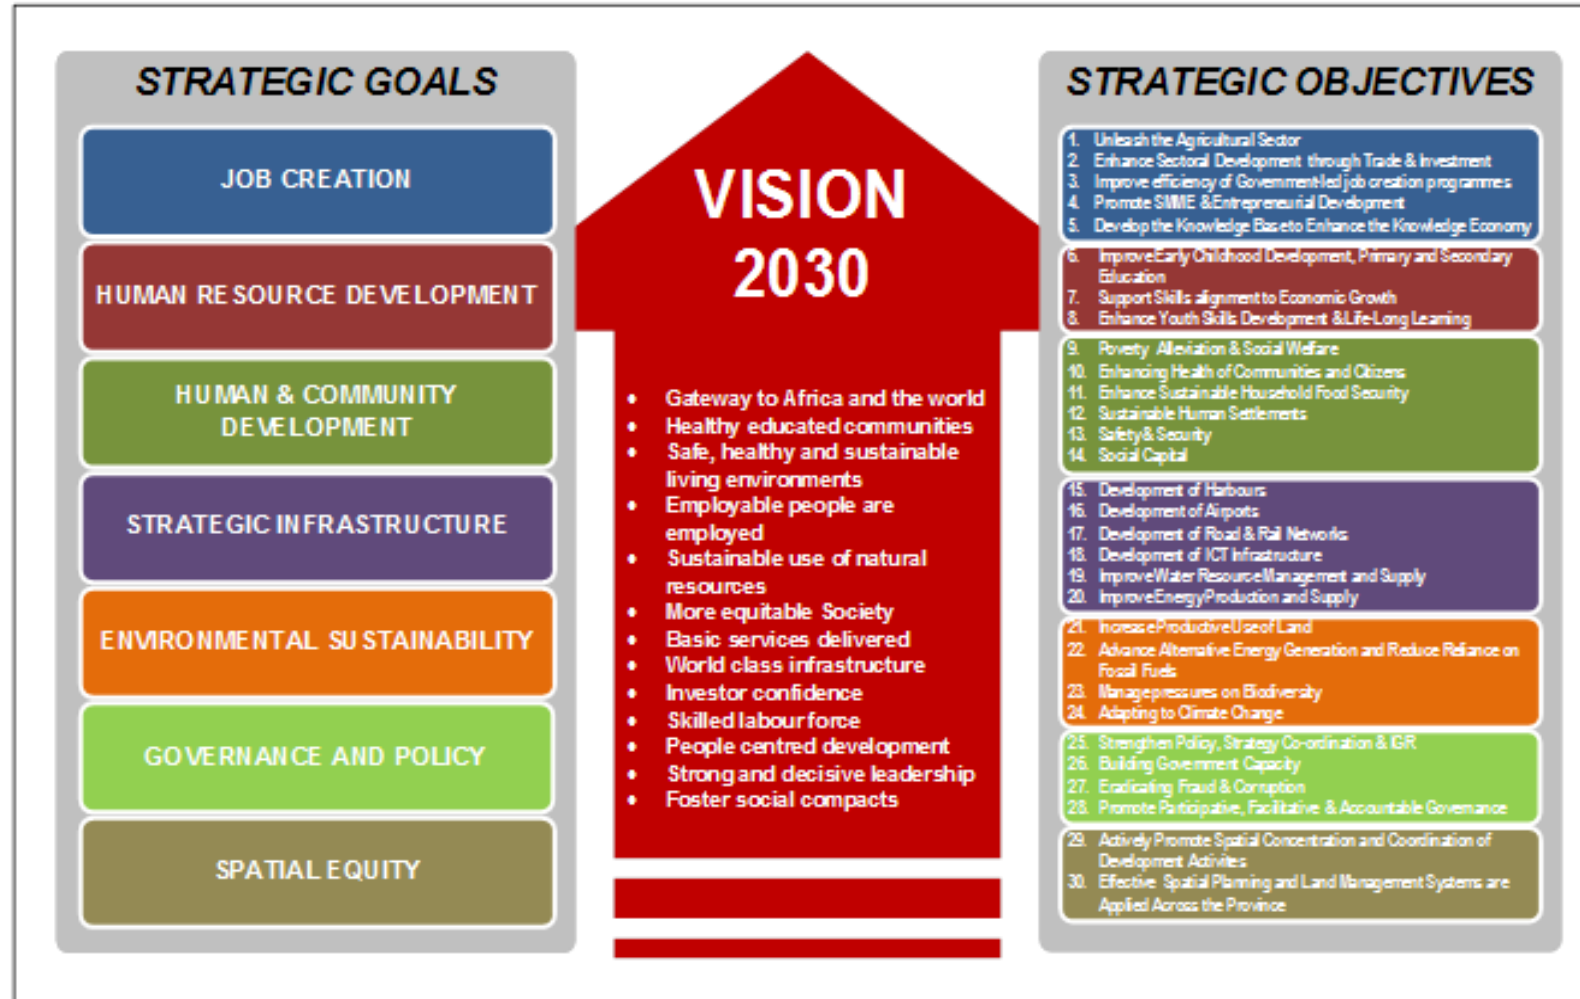 STRATEGIC GOALS
JOB CREATION
HUMAN RESOURCE DEVELOPMENT
HUMAN & COMMUNITY
DEVELOPMENT
STRATEGIC INFRASTRUCTURE
ENVIRONMENTAL SUSTAINABILITY
GOVERNANCE AND POLICY
SPATIAL EQUITY
VISION
2030
• Gateway to Africa and the world
• Healthy educated communities
• Safe, healthy and sustainable
living environments
• Employable people are
employed
• Sustainable use of natural
resources
• More equitable Society
• Basic services delivered
• World class infrastructure
• Investor confidence
• Skilled labour force
• People centred development
• Strong and decisive leadership
• Foster social compacts
STRATEGIC OBJECTIVES
1. Unleash the Agricultural Sector
2. Enhance Sectoral Development through Trade & Investment
3. Improve efficiency of Government-led job creation programmes
4. Promote SMME & Entrepreneurial Development
5. Develop the Knowledge Base to Enhance the Knowledge Economy
6. Improve Early Childhood Development, Primary and Secondary
Education
7. Support Skills alignment to Economic Growth
8. Enhance Youth Skills Development & Life-Long Learning
9. Poverty Alleviation & Social Welfare
10. Enhancing Health of Communities and Citizens
11. Enhance Sustainable Household Food Security
12. Sustainable Human Settlements
13. Safety & Security
14. Social Capital
15. Development of Harbours
16. Development of Airports
17. Development of Road & Rail Networks
18. Development of ICT Infrastructure
19. Improve Water Resource Management and Supply
20. Improve Energy Production and Supply
21. Increase Productive Use of Land
22. Advance Alternative Energy Generation and Reduce Reliance on
Fossil Fuels
23. Manage pressures on Biodiversity
24. Adapting to Climate Change
25. Strengthen Policy, Strategy Co-ordination & IGR
26. Building Government Capacity
27. Eradicating Fraud & Corruption
28. Promote Participative, Facilitative & Accountable Governance
29. Actively Promote Spatial Concentration and Coordination of
Development Activites
30. Effective Spatial Planning and Land Management Systems are
Applied Across the Province